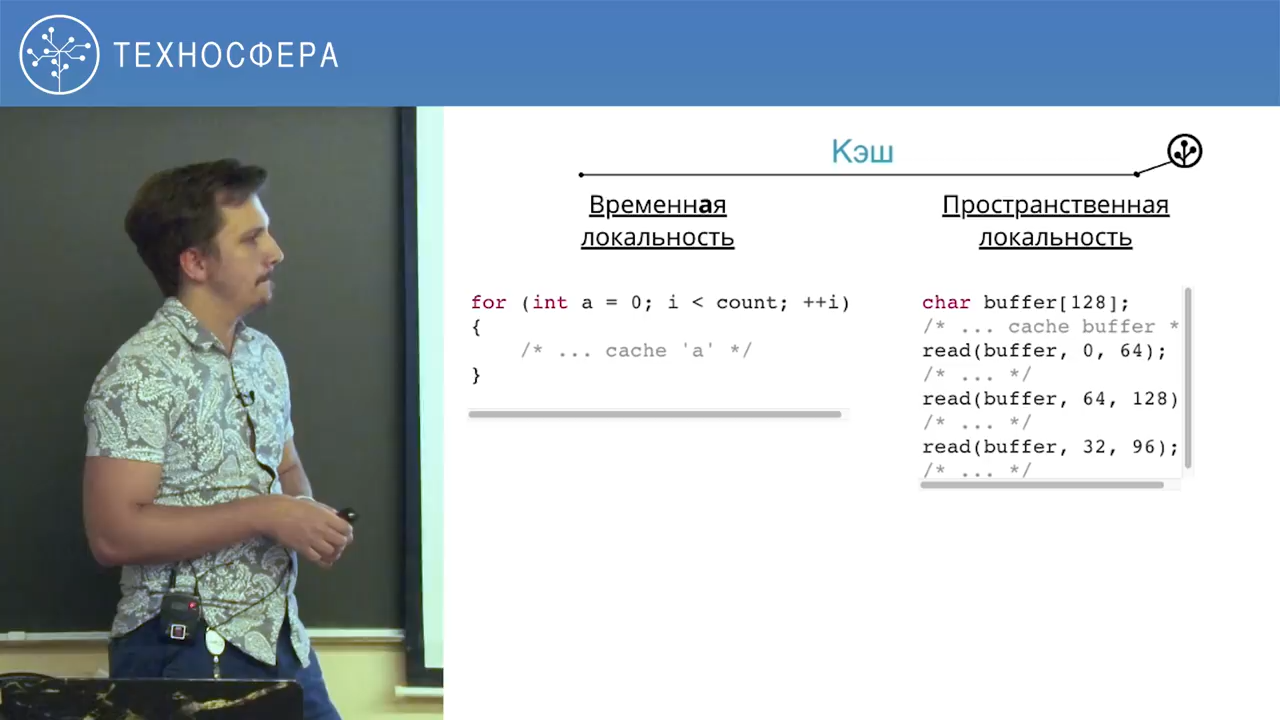 ТЕХНОСФЕРА
Кэш
Временная
локальность
for (int a = 0; i < count; ++i)
{
/* ... cache 'a' */
}
Пространственная
локальность
char buffer[128];
/* ... cache buffer *
read(buffer, 0, 64);
/* ... */
read(buffer, 64, 128)
/* ... */
read(buffer, 32, 96);
/* ... */